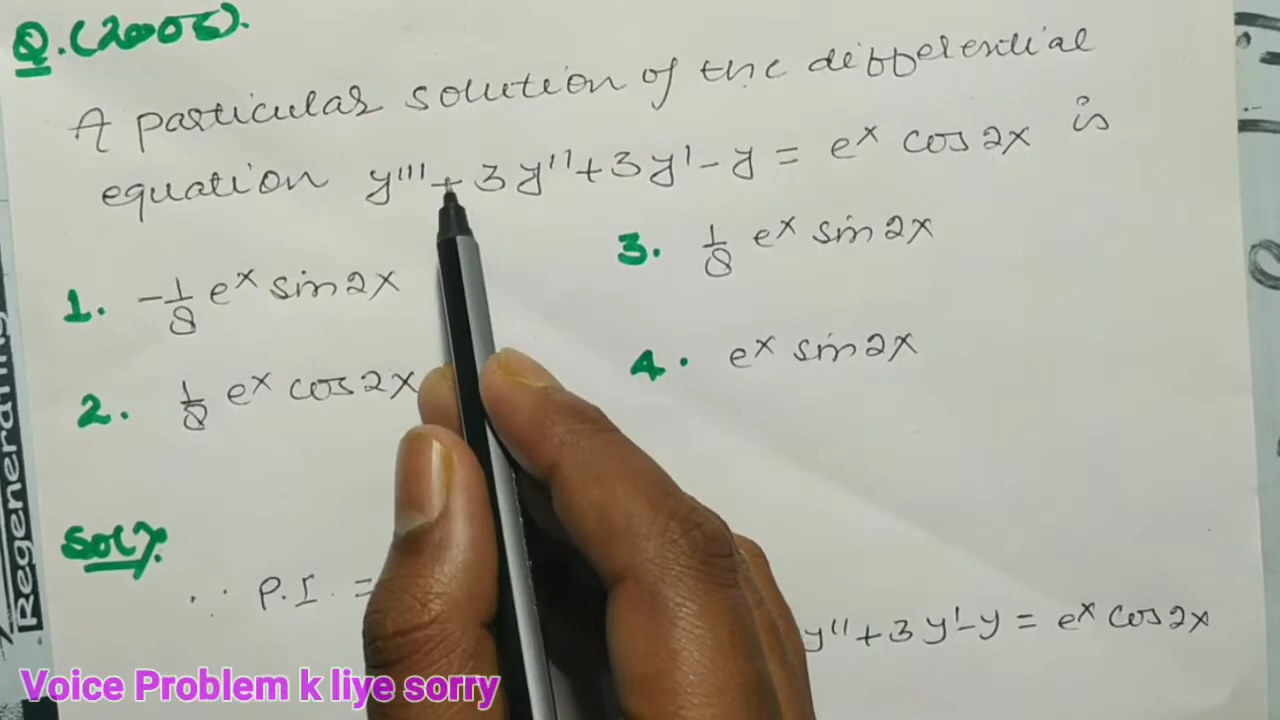 Q.(2006).
A particular solution of the differential
equation y''' + 3y'' + 3y' - y = e^x cos 2x is
1. -1/8 e^x sin 2x
2. 1/8 e^x cos 2x
3. 1/8 e^x sin 2x
4. e^x sin 2x
Regenerating
P.I. =
y'' + 3y' - y = e^x cos 2x
Voice Problem k liye sorry